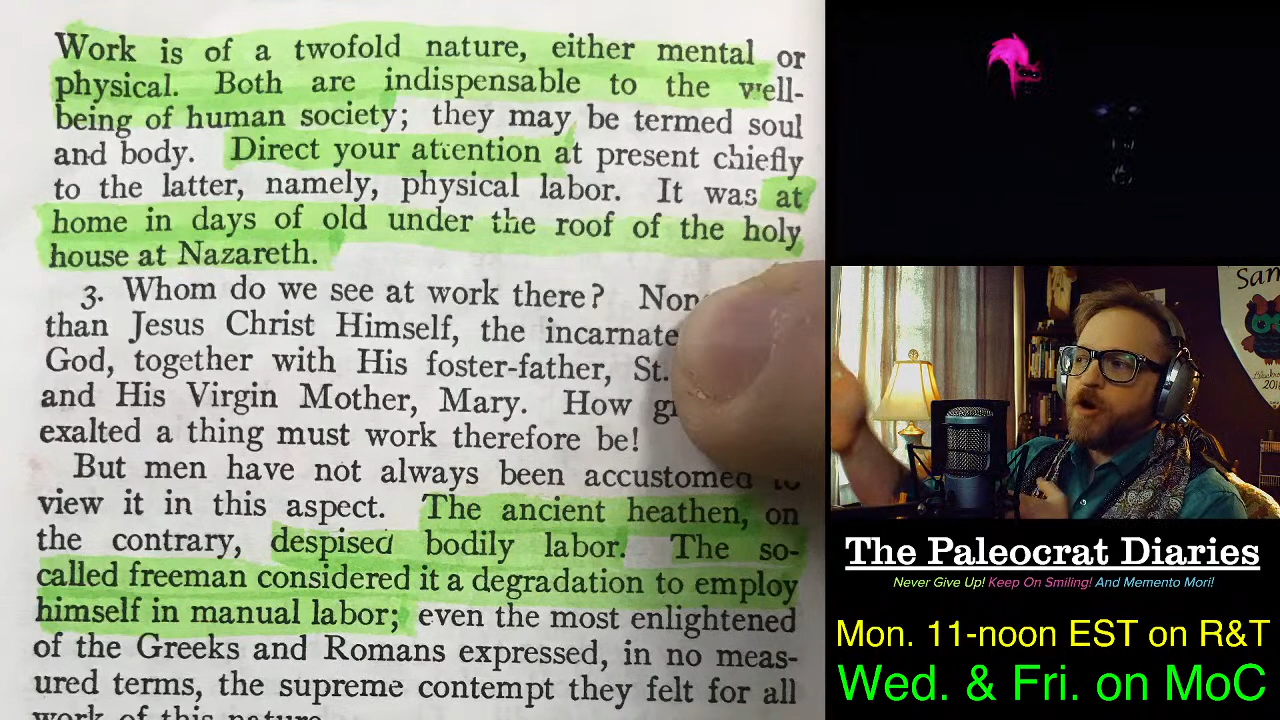 Work is of a twofold nature, either mental or
physical. Both are indispensable to the well-
being of human society; they may be termed soul
and body. Direct your attention at present chiefly
to the latter, namely, physical labor. It was at
home in days of old under the roof of the holy
house at Nazareth.
3. Whom do we see at work there?
than Jesus Christ Himself, the incarnate
God, together with His foster-father, St.
and His Virgin Mother, Mary. How
exalted a thing must work therefore be!
But men have not always been accustomed to
view it in this aspect. The ancient heathen, on
the contrary, despised bodily labor. The so-
called freeman considered it a degradation to employ
himself in manual labor; even the most enlightened
of the Greeks and Romans expressed, in no meas-
ured terms, the supreme contempt they felt for all
work of this nature.
Sam
The Paleocrat Diaries
Never Give Up! Keep On Smiling! And Memento Mori!
Mon. 11-noon EST on R&T
Wed. & Fri. on MoC